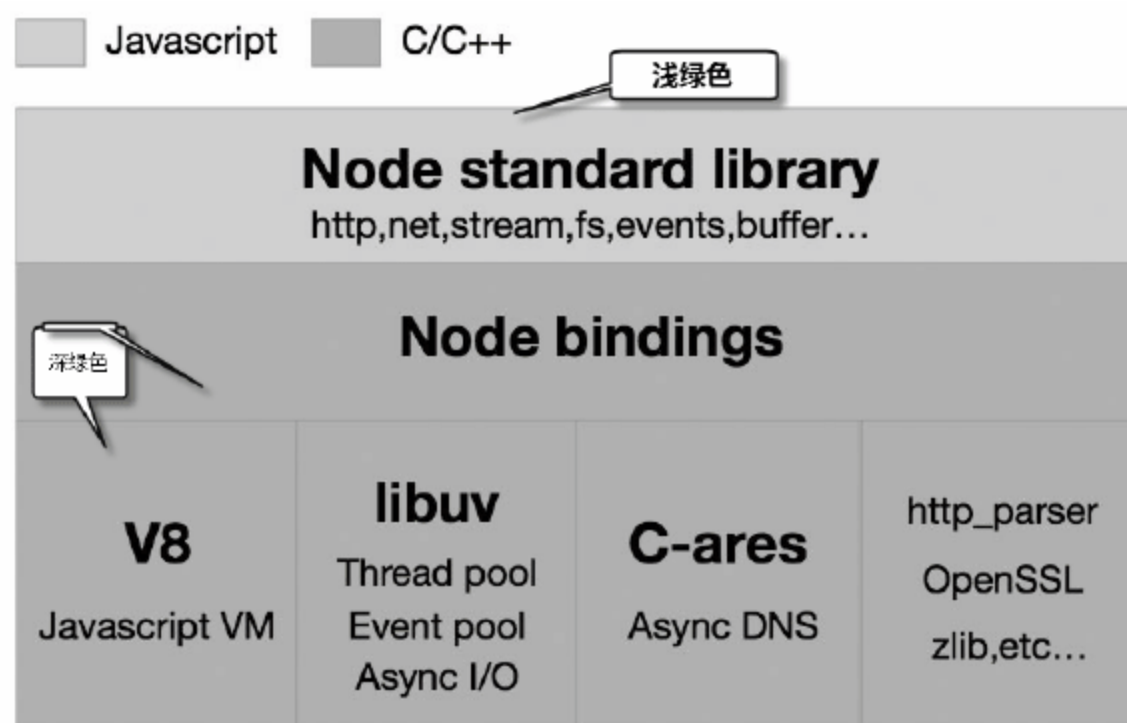 Javascript
C/C++
浅绿色
Node standard library
http,net,stream,fs,events,buffer...
Node bindings
深绿色
V8
Javascript VM
libuv
Thread pool
Event pool
Async I/O
C-ares
Async DNS
http_parser
OpenSSL
zlib,etc...